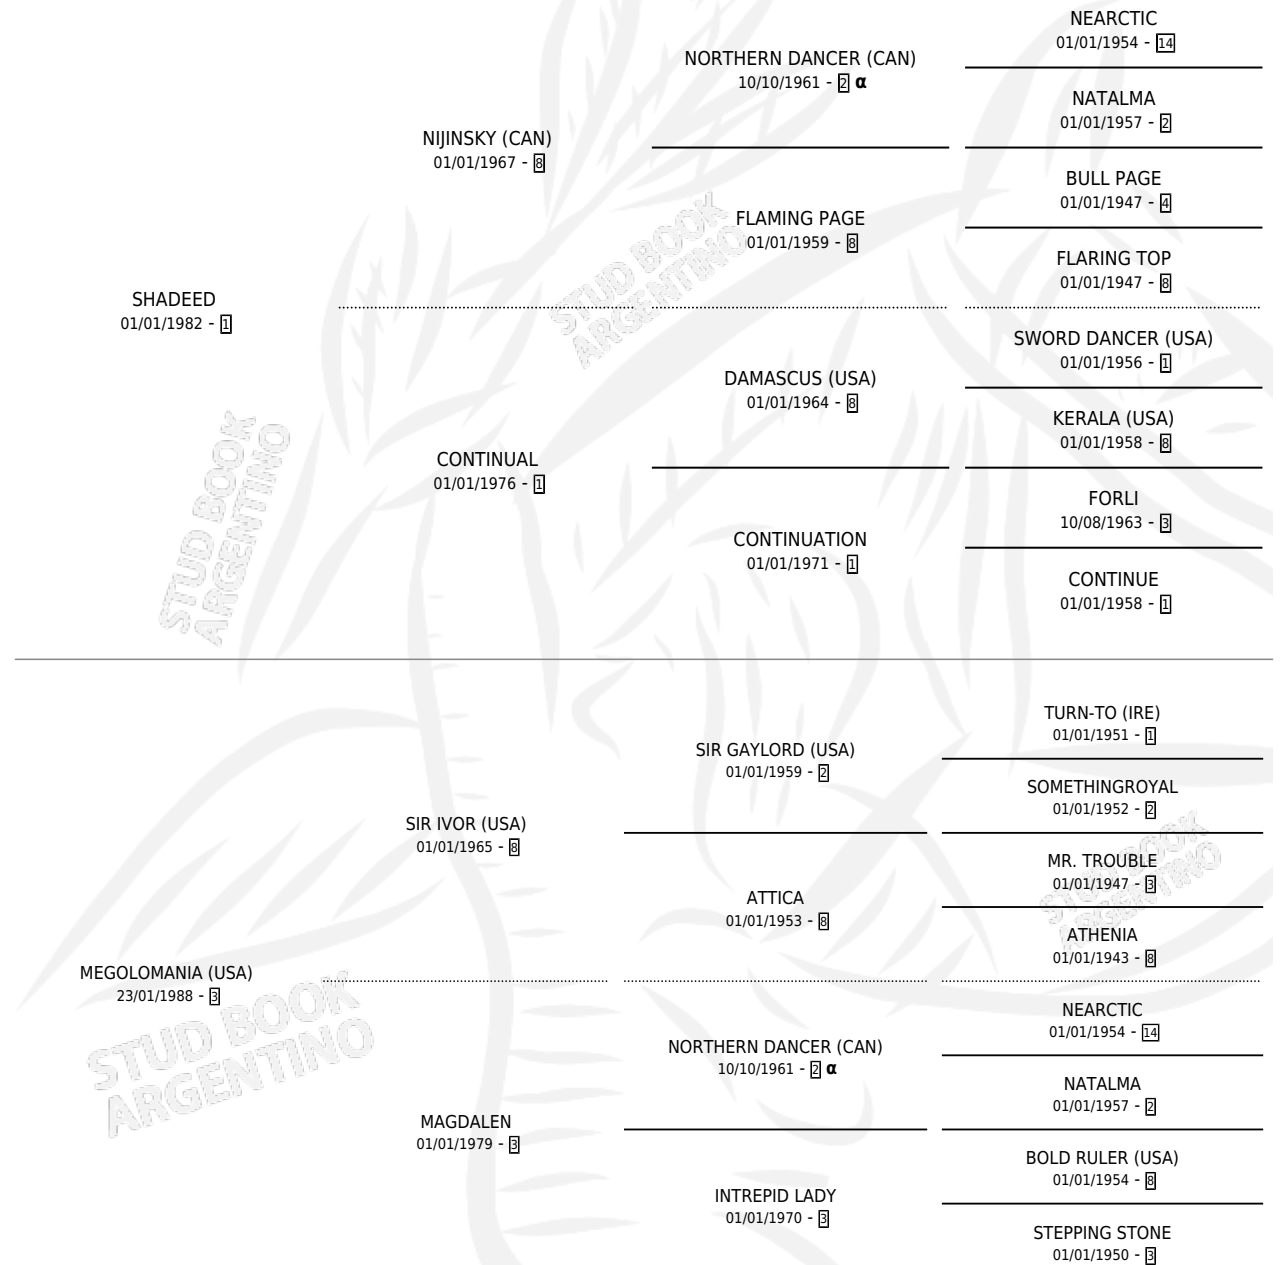 NEARCTIC
01/01/1954 - 14
NORTHERN DANCER (CAN)
10/10/1961 - 2 α
NATALMA
01/01/1957 - 2
NIJINSKY (CAN)
01/01/1967 - 8
BULL PAGE
01/01/1947 - 4
FLAMING PAGE
01/01/1959 - 8
FLARING TOP
01/01/1947 - 8
SHADEED
01/01/1982 - 1
SWORD DANCER (USA)
01/01/1956 - 1
DAMASCUS (USA)
01/01/1964 - 8
KERALA (USA)
01/01/1958 - 8
CONTINUAL
01/01/1976 - 1
FORLI
10/08/1963 - 3
CONTINUATION
01/01/1971 - 1
CONTINUE
01/01/1958 - 1
STUD BOOK
ARGENTINO
STUD BOOK
ARGENTINO
TURN-TO (IRE)
01/01/1951 - 1
SIR GAYLORD (USA)
01/01/1959 - 2
SOMETHINGROYAL
01/01/1952 - 2
SIR IVOR (USA)
01/01/1965 - 8
MR. TROUBLE
01/01/1947 - 3
ATTICA
01/01/1953 - 8
ATHENIA
01/01/1943 - 8
MEGOLOMANIA (USA)
23/01/1988 - 3
NEARCTIC
01/01/1954 - 14
NORTHERN DANCER (CAN)
10/10/1961 - 2 α
NATALMA
01/01/1957 - 2
MAGDALEN
01/01/1979 - 3
BOLD RULER (USA)
01/01/1954 - 8
INTREPID LADY
01/01/1970 - 3
STEPPING STONE
01/01/1950 - 3
STUD BOOK
ARGENTINO
STUD BOOK
ARGENTINO